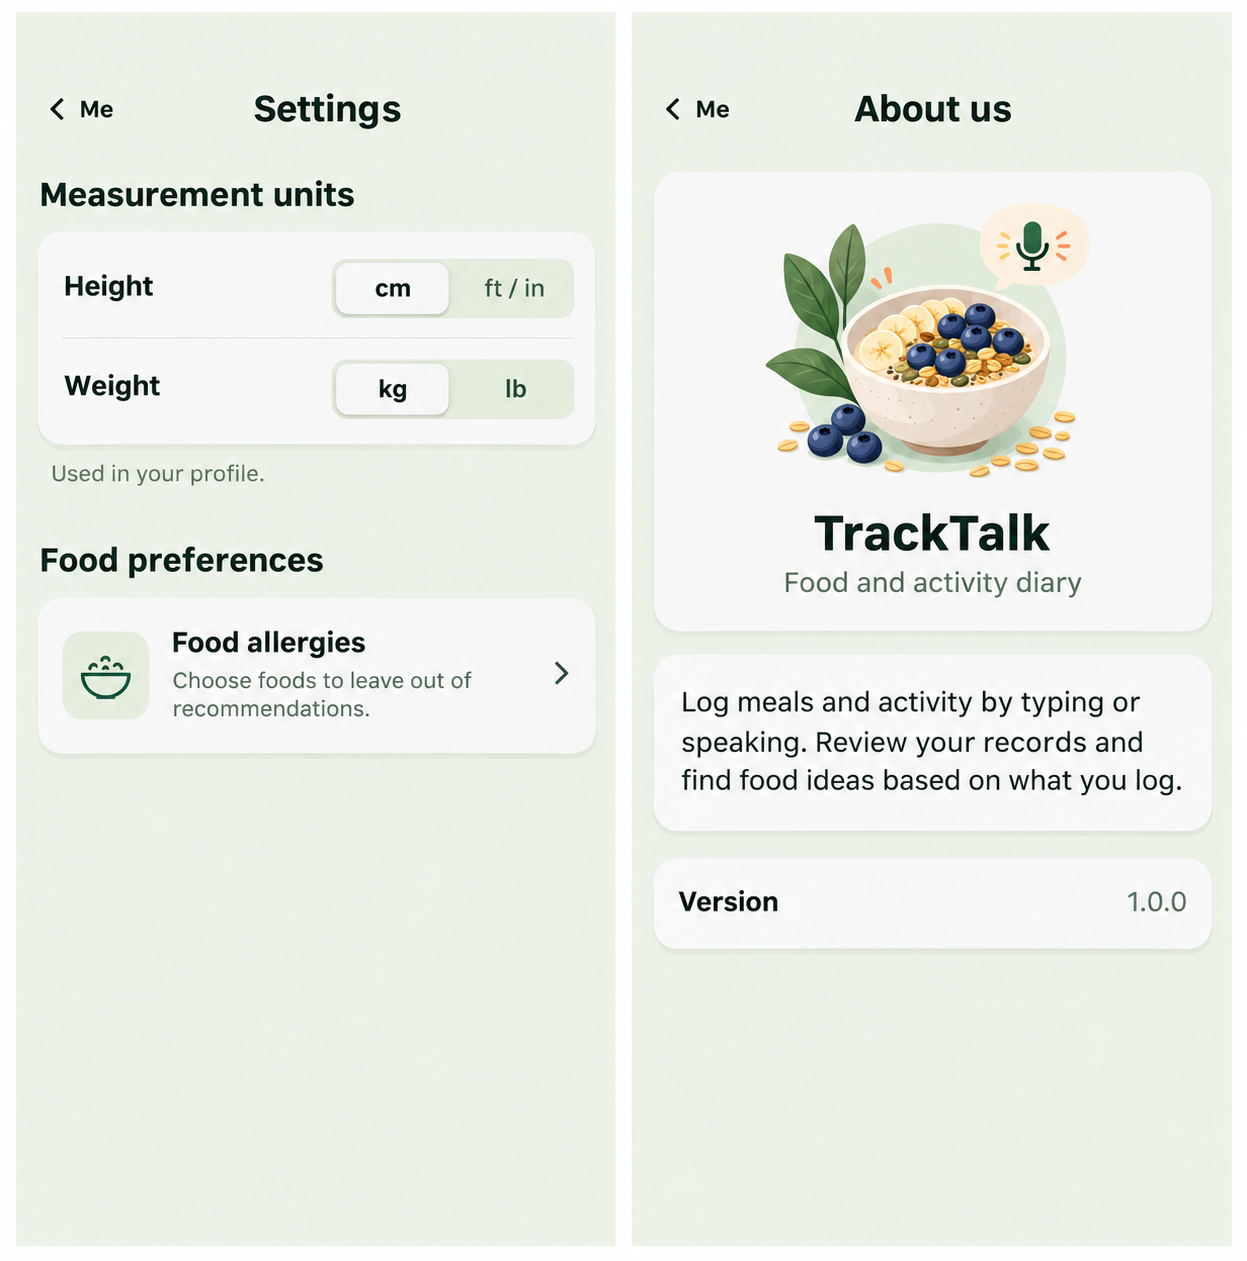 Me
Settings
Measurement units
Height
cm
ft / in
Weight
kg
lb
Used in your profile.
Food preferences
Food allergies
Choose foods to leave out of
recommendations.
Me
About us
TrackTalk
Food and activity diary
Log meals and activity by typing or
speaking. Review your records and
find food ideas based on what you log.
Version
1.0.0